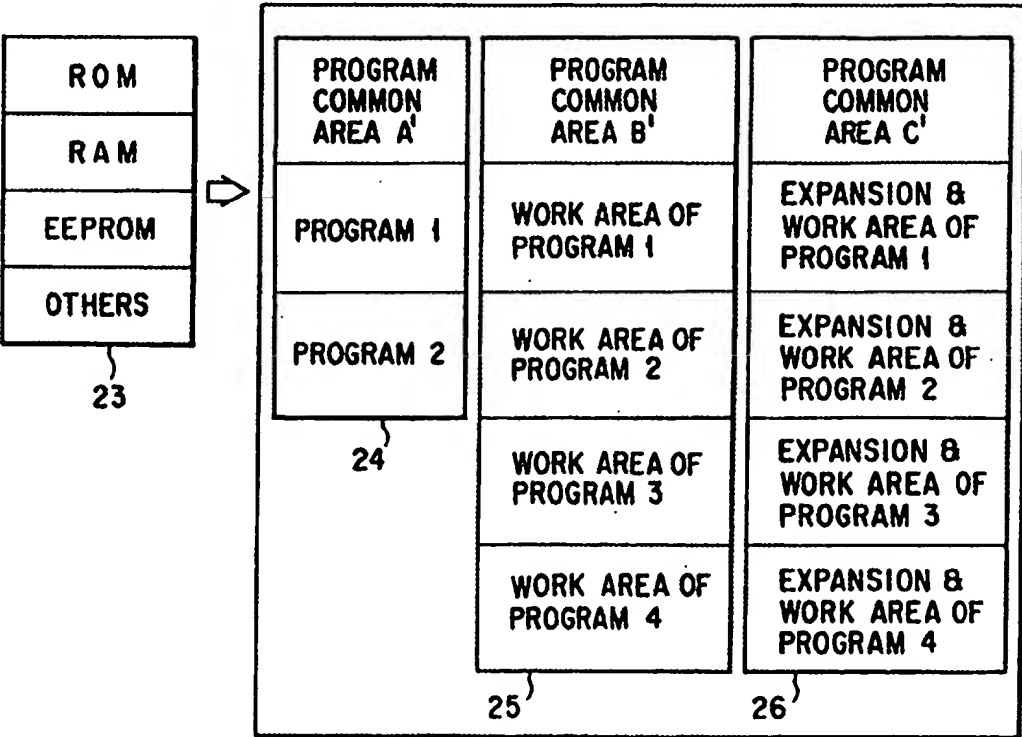 ROM
RAM
EEPROM
OTHERS
23
PROGRAM
COMMON
AREA A'
PROGRAM 1
PROGRAM 2
24
PROGRAM
COMMON
AREA B'
WORK AREA OF
PROGRAM 1
WORK AREA OF
PROGRAM 2
WORK AREA OF
PROGRAM 3
WORK AREA OF
PROGRAM 4
25
PROGRAM
COMMON
AREA C'
EXPANSION &
WORK AREA OF
PROGRAM 1
EXPANSION &
WORK AREA OF
PROGRAM 2
EXPANSION &
WORK AREA OF
PROGRAM 3
EXPANSION &
WORK AREA OF
PROGRAM 4
26